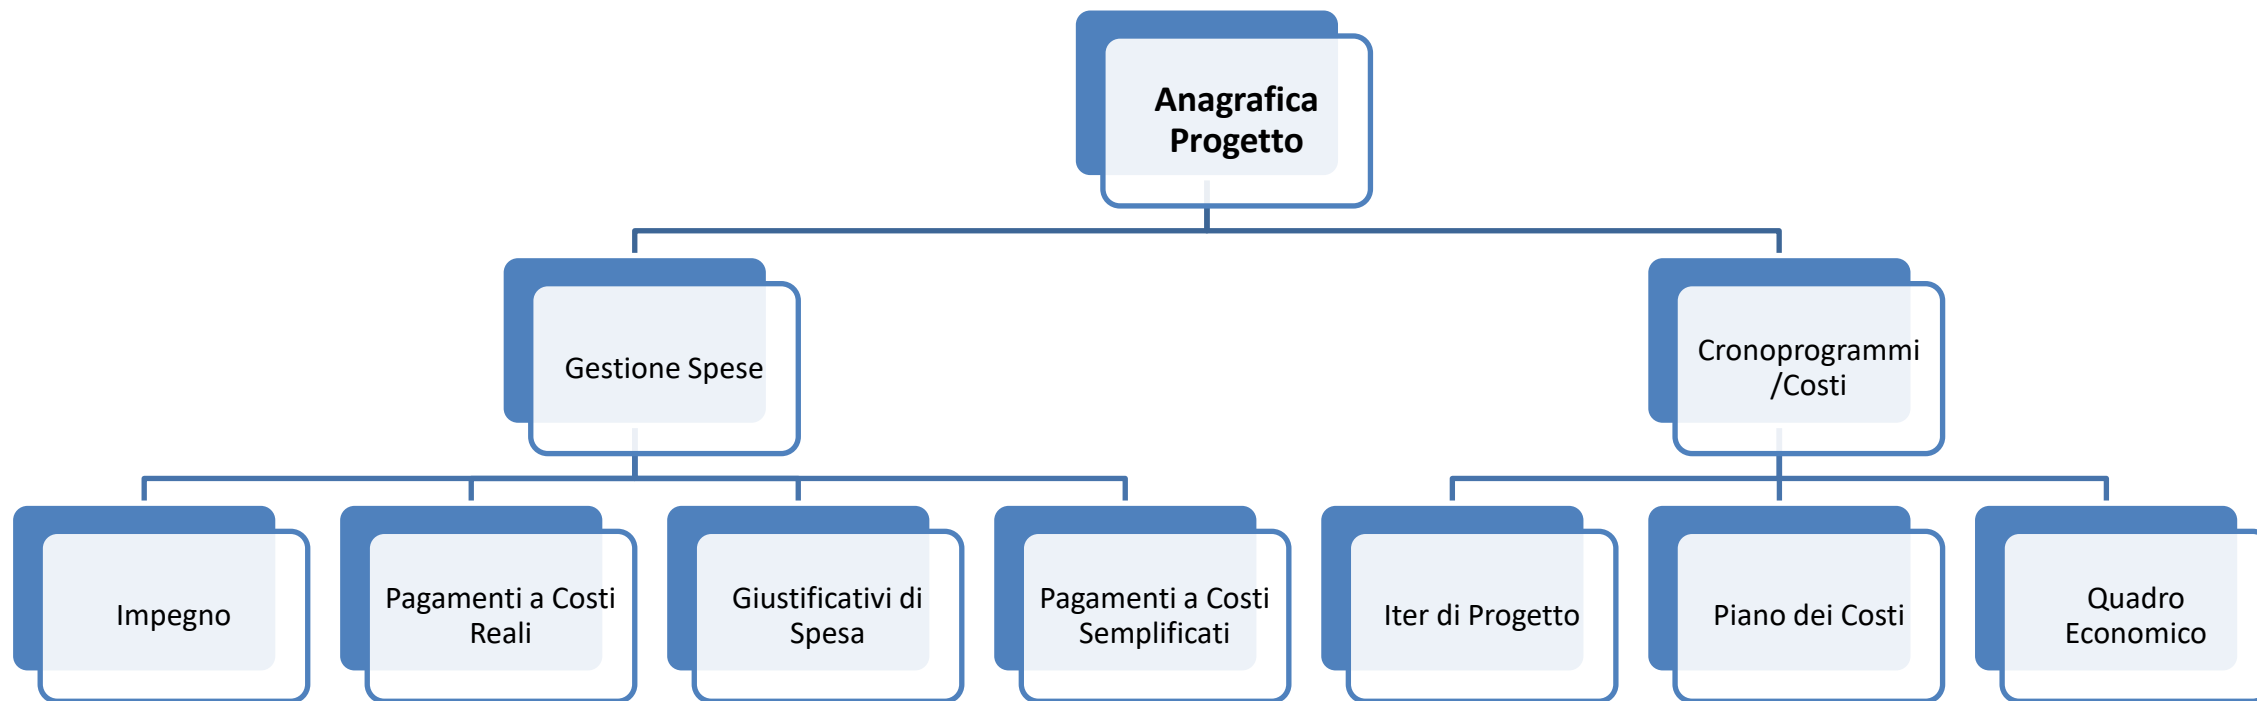 Anagrafica
Progetto
Gestione Spese
Cronoprogrammi
/Costi
Impegno
Pagamenti a Costi
Reali
Giustificativi di
Spesa
Pagamenti a Costi
Semplificati
Iter di Progetto
Piano dei Costi
Quadro
Economico